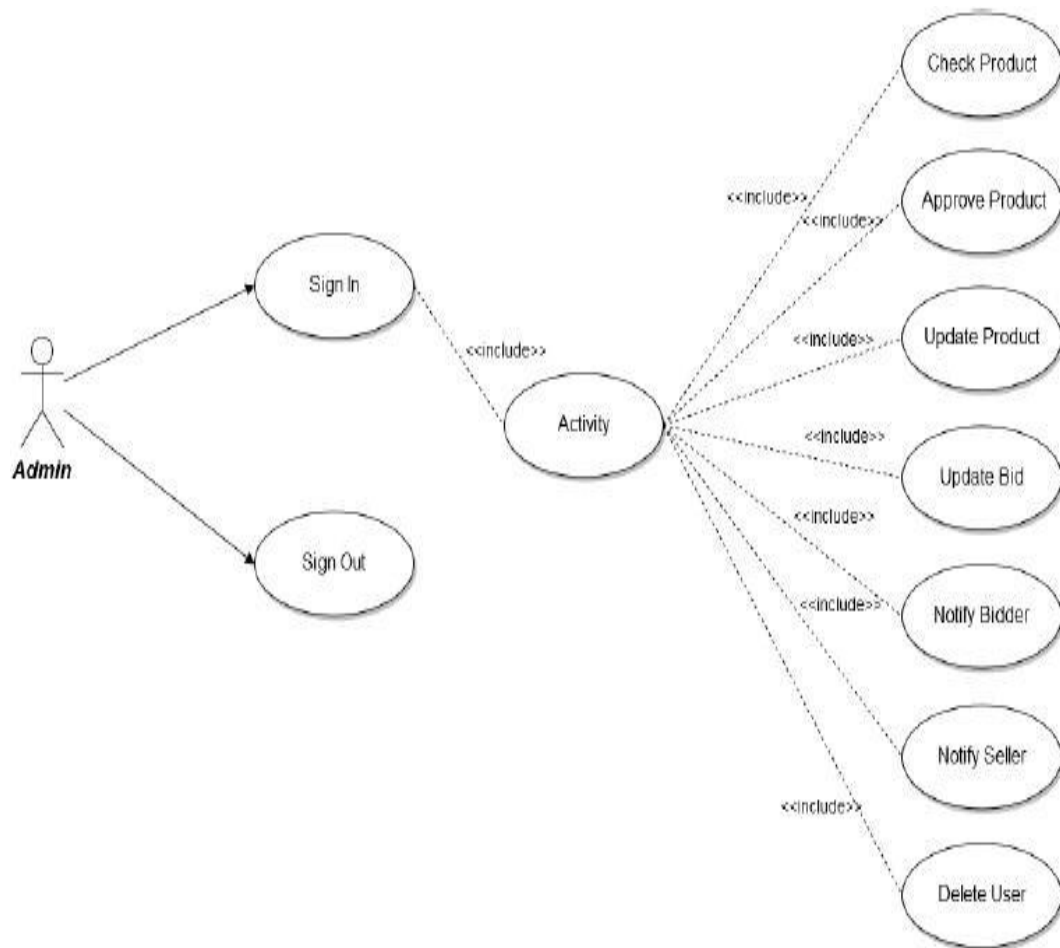 Check Product
<<include>>
Approve Product
<<include>>
Sign In
Update Product
<<include>>
<<include>>
Admin
Activity
<<include>>
Update Bid
<<include>>
Sign Out
Notify Bidder
<<include>>
Notify Seller
<<include>>
Delete User